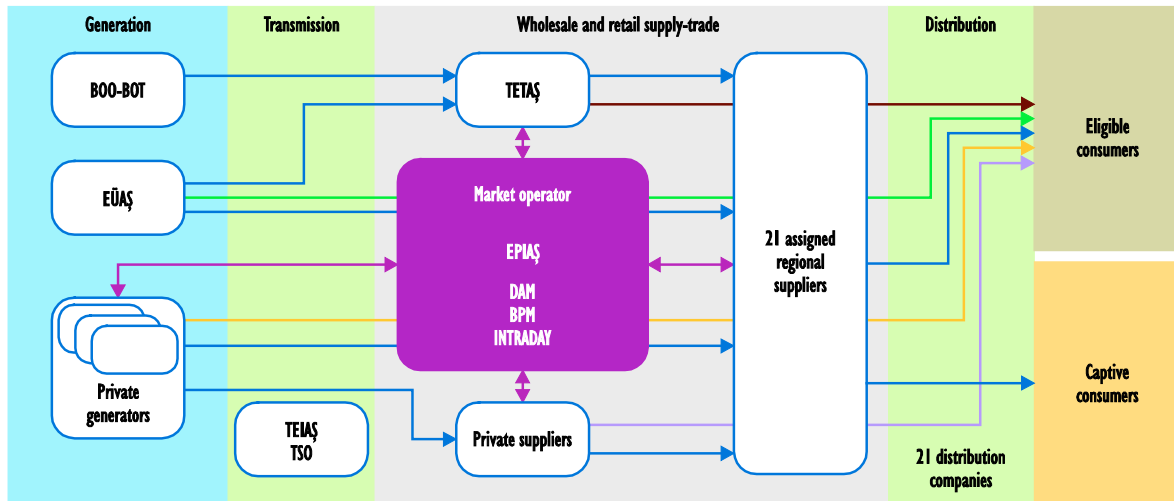 Generation
Transmission
Wholesale and retail supply-trade
Distribution
BOO-BOT
TETAŞ
Eligible
consumers
EÜAŞ
Market operator
EPIAŞ
DAM
BPM
INTRADAY
21 assigned
regional
suppliers
Private
generators
Captive
consumers
TEIAŞ
TSO
Private suppliers
21 distribution
companies